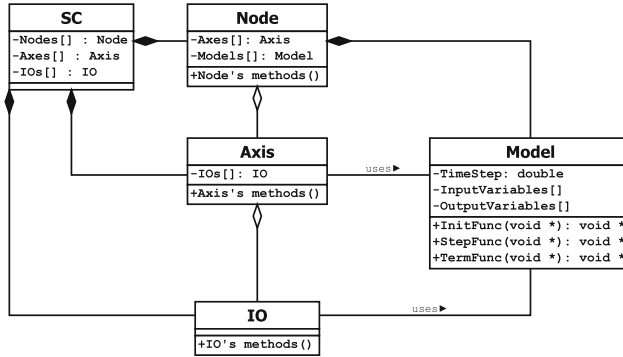 SC
-Nodes[] : Node
-Axes[] : Axis
-IOs[] : IO
Node
-Axes[]: Axis
-Models[]: Model
+Node's methods()
Axis
-IOs[]: IO
+Axis's methods()
uses
Model
-TimeStep: double
-InputVariables[]
-OutputVariables[]
+InitFunc(void *): void *
+StepFunc(void *): void *
+TermFunc(void *): void *
IO
+IO's methods()
uses